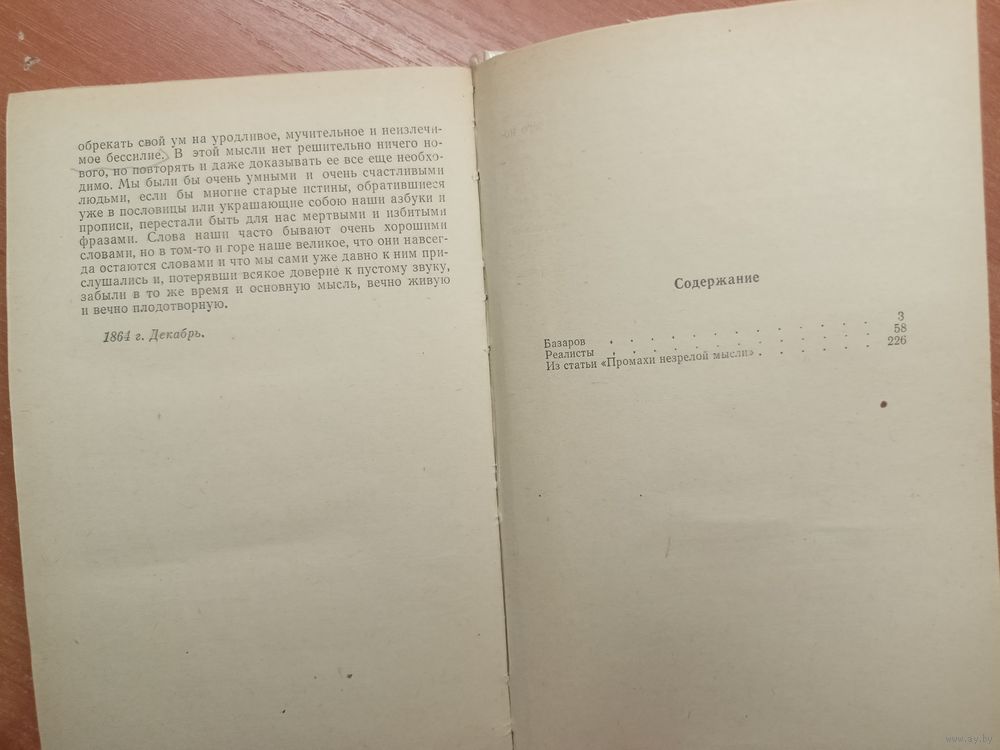 обрекать свой ум на уродливое, мучительное и неизлечи-
мое бессилие. В этой мысли нет решительно ничего но-
вого, но повторять и даже доказывать ее все еще необхо-
димо. Мы были бы очень умными и очень счастливыми
людьми, если бы многие старые истины, обратившиеся
уже в пословицы или украшающие собою наши азбуки и
прописи, перестали быть для нас мертвыми и избитыми
фразами. Слова наши часто бывают очень хорошими
словами, но в том-то и горе наше великое, что они навсег-
да остаются словами и что мы сами уже давно к ним при-
слушались и, потерявши всякое доверие к пустому звуку,
забыли в то же время и основную мысль, вечно живую
и вечно плодотворную.
1864 г. Декабрь.
Содержание
Базаров . . . . . . . . . . . 3
Реалисты . . . . . . . . . . . 58
Из статьи «Промахи незрелой мысли» . . . . . 226
www.ay.by